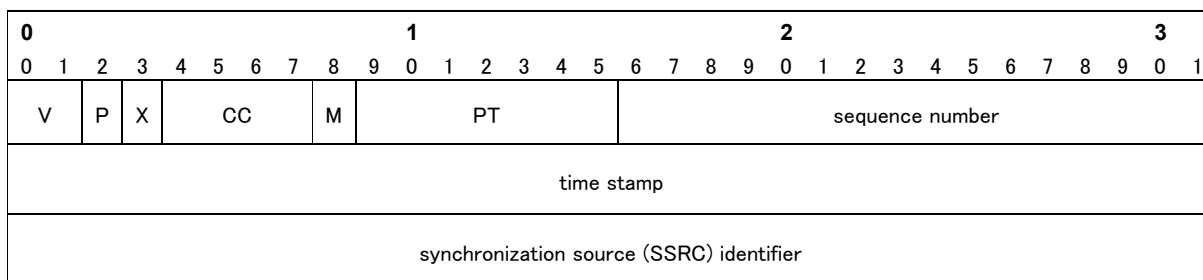 0 1 2 3
0 1 2 3 4 5 6 7 8 9 0 1 2 3 4 5 6 7 8 9 0 1 2 3 4 5 6 7 8 9 0 1
V P X CC M PT sequence number
time stamp
synchronization source (SSRC) identifier